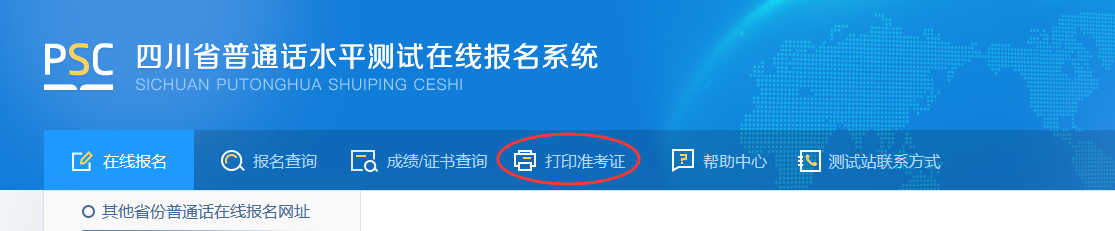 PSC 四川省普通话水平测试在线报名系统
SICHUAN PUTONGHUA SHUIPING CESHI
在线报名 报名查询 成绩/证书查询 打印准考证 帮助中心 测试站联系方式
其他省份普通话在线报名网址